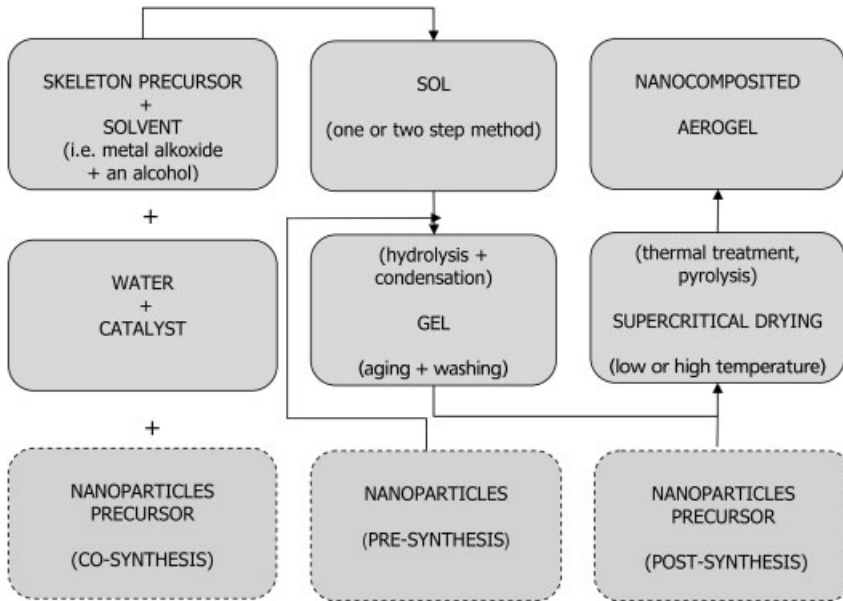 SKELETON PRECURSOR
+
SOLVENT
(i.e. metal alkoxide
+ an alcohol)
+
WATER
+
CATALYST
+
NANOPARTICLES
PRECURSOR
(CO-SYNTHESIS)
SOL
(one or two step method)
(hydrolysis +
condensation)
GEL
(aging + washing)
NANOPARTICLES
(PRE-SYNTHESIS)
NANOCOMPOSITED
AEROGEL
(thermal treatment,
pyrolysis)
SUPERCRITICAL DRYING
(low or high temperature)
NANOPARTICLES
PRECURSOR
(POST-SYNTHESIS)